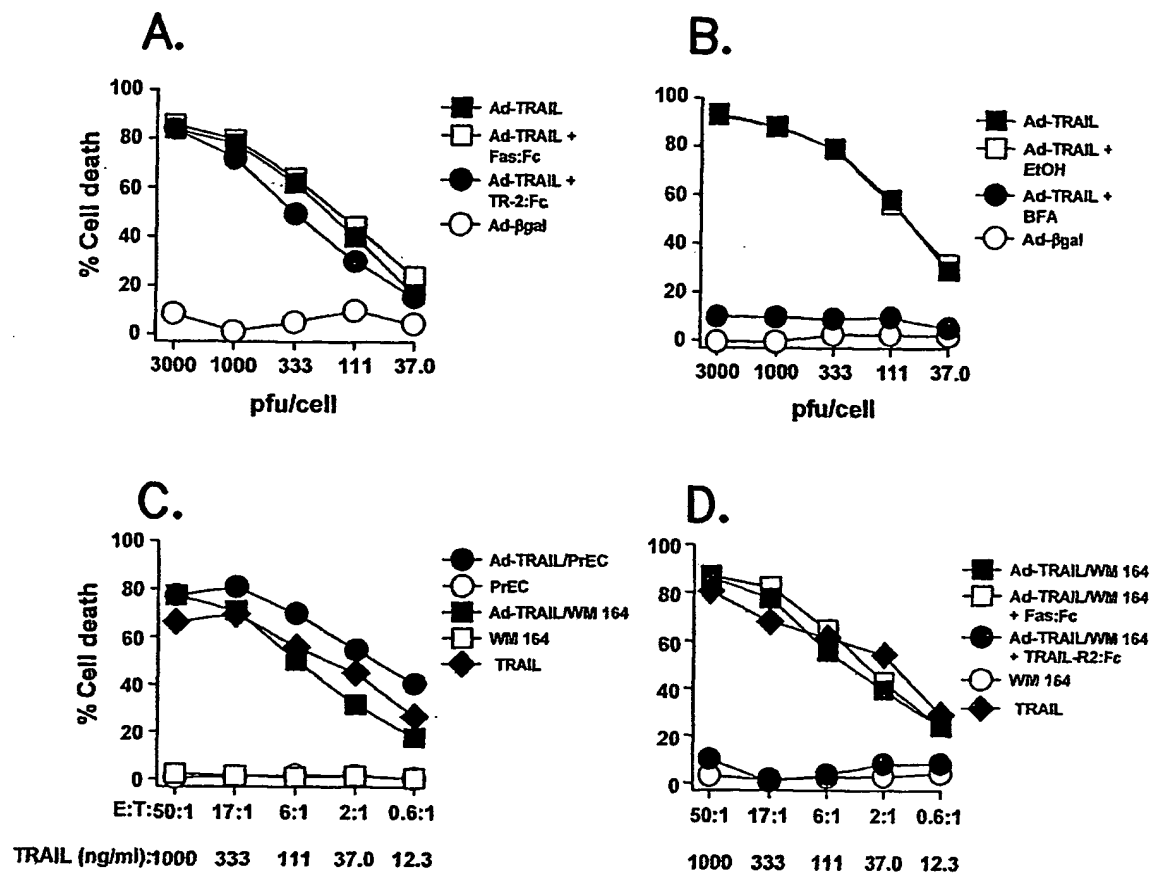 A.
100
80
60
40
20
0
% Cell death
3000 1000 333 111 37.0
pfu/cell
Ad-TRAIL
Ad-TRAIL +
Fas:Fc
Ad-TRAIL +
TR-2:Fc
Ad-βgal
B.
100
80
60
40
20
0
3000 1000 333 111 37.0
pfu/cell
Ad-TRAIL
Ad-TRAIL +
EtOH
Ad-TRAIL +
BFA
Ad-βgal
C.
100
80
60
40
20
0
% Cell death
E:T:50:1 17:1 6:1 2:1 0.6:1
TRAIL (ng/ml):1000 333 111 37.0 12.3
Ad-TRAIL/PrEC
PrEC
Ad-TRAIL/WM 164
WM 164
TRAIL
D.
100
80
60
40
20
0
50:1 17:1 6:1 2:1 0.6:1
1000 333 111 37.0 12.3
Ad-TRAIL/WM 164
Ad-TRAIL/WM 164
+ Fas:Fc
Ad-TRAIL/WM 164
+ TRAIL-R2:Fc
WM 164
TRAIL